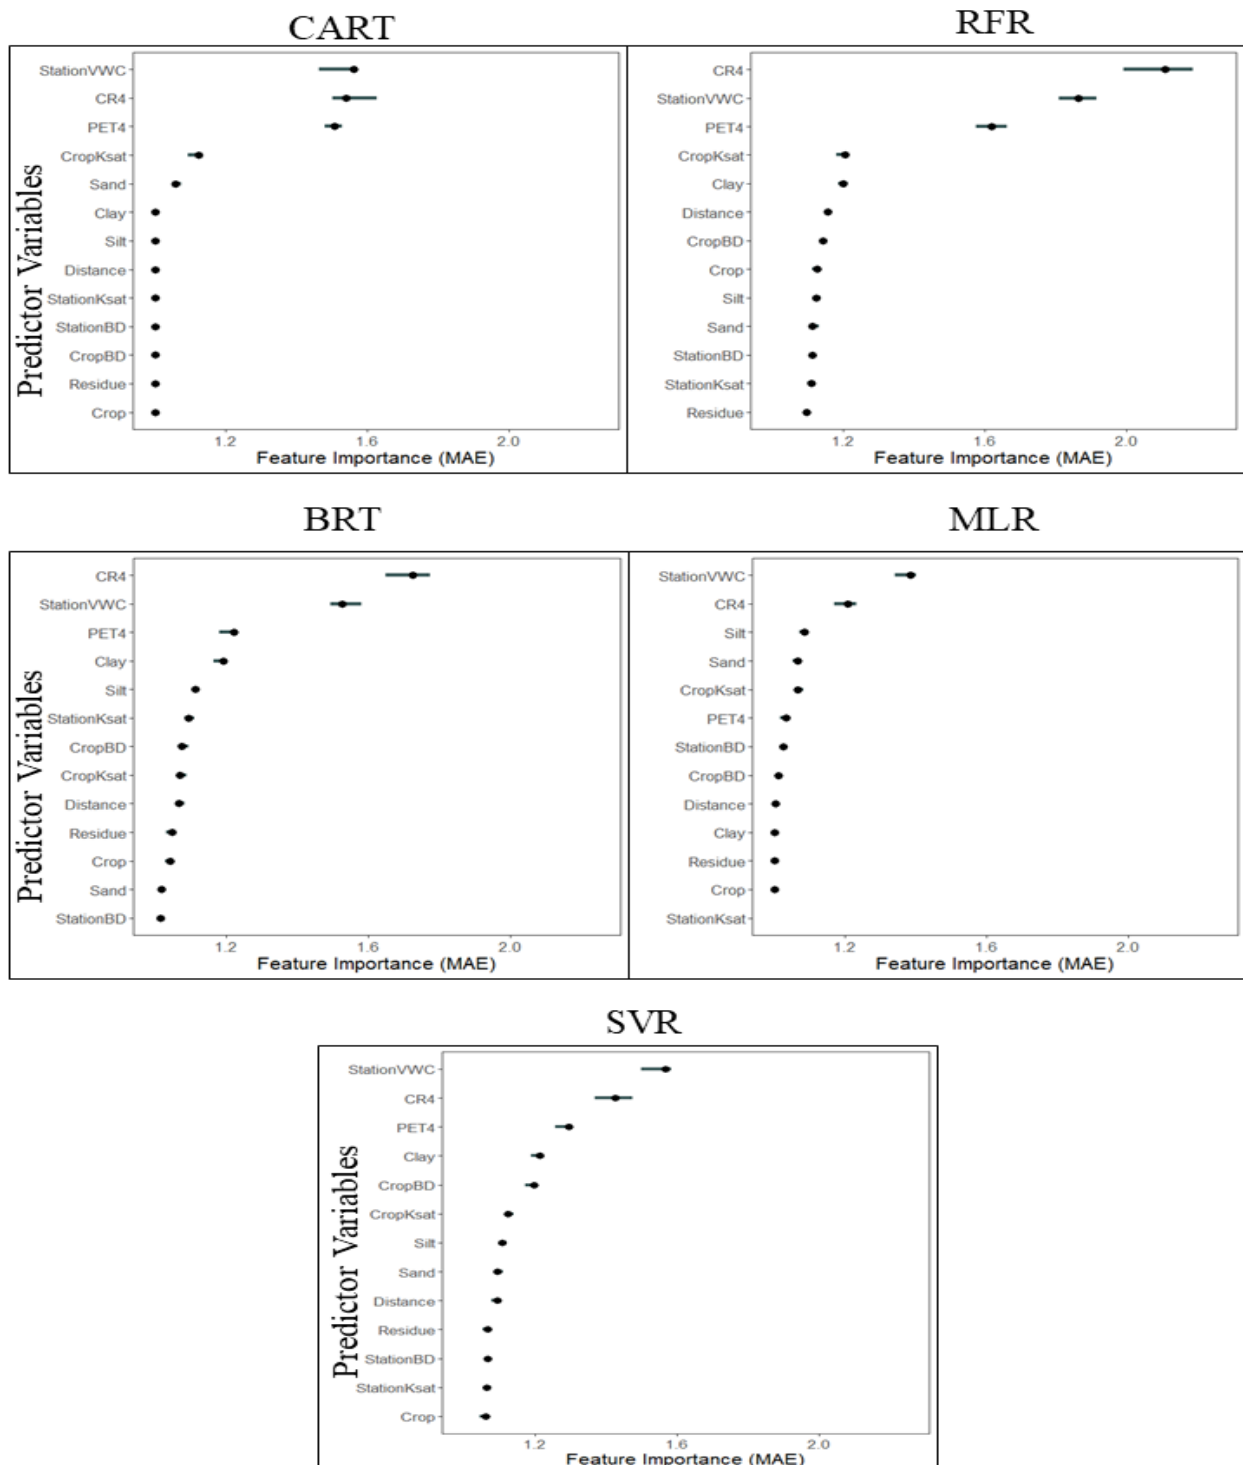 CART
RFR
Predictor Variables
StationVWC
CR4
PET4
CropKsat
Sand
Clay
Silt
Distance
StationKsat
StationBD
CropBD
Residue
Crop
1.2 1.6 2.0
Feature Importance (MAE)
CR4
StationVWC
PET4
CropKsat
Clay
Distance
CropBD
Crop
Silt
Sand
StationBD
StationKsat
Residue
1.2 1.6 2.0
Feature Importance (MAE)
BRT
MLR
Predictor Variables
CR4
StationVWC
PET4
Clay
Silt
StationKsat
CropBD
CropKsat
Distance
Residue
Crop
Sand
StationBD
1.2 1.6 2.0
Feature Importance (MAE)
StationVWC
CR4
Silt
Sand
CropKsat
PET4
StationBD
CropBD
Distance
Clay
Residue
Crop
StationKsat
1.2 1.6 2.0
Feature Importance (MAE)
SVR
Predictor Variables
StationVWC
CR4
PET4
Clay
CropBD
CropKsat
Silt
Sand
Distance
Residue
StationBD
StationKsat
Crop
1.2 1.6 2.0
Feature Importance (MAE)